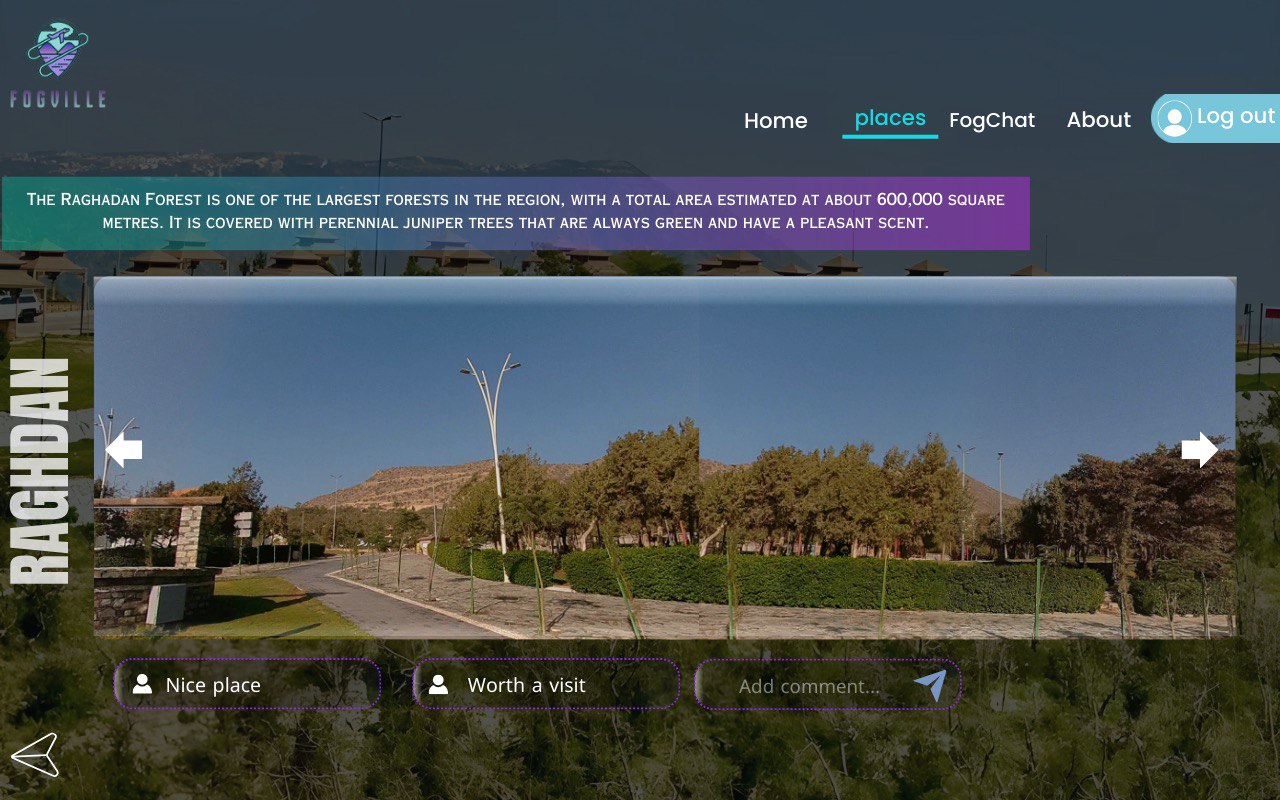 FOGVILLE
Home
places
FogChat
About
Log out
The Raghadan Forest is one of the largest forests in the region, with a total area estimated at about 600,000 square
metres. It is covered with perennial juniper trees that are always green and have a pleasant scent.
RAGHDAN
Nice place
Worth a visit
Add comment...